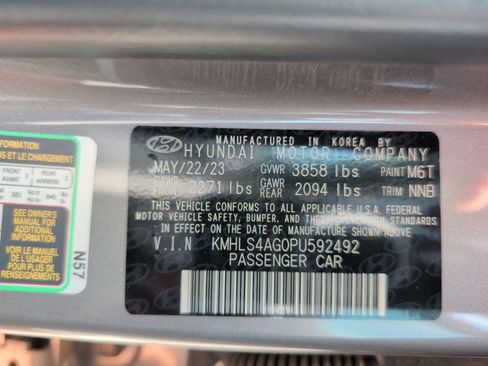 MANUFACTURED IN KOREA BY
HYUNDAI MOTOR COMPANY
MAY/22/23 GVWR 3858 lbs PAINT M6T
2271 lbs GAWR REAR 2094 lbs TRIM NNB
THIS VEHICLE CONFORMS TO ALL APPLICABLE U.S.A. FEDERAL
MOTOR VEHICLE SAFETY, BUMPER, AND THEFT PREVENTION STANDARDS
IN EFFECT ON THE DATE OF MANUFACTURE SHOWN ABOVE.
V.I.N KMHLS4AG0PU592492
PASSENGER CAR
INFORMATION
ET LE CHARGEMENT
FRONT AVANT 2 REAR ARRIÈRE 3
SEE OWNER'S
MANUAL FOR
ADDITIONAL
INFORMATION
VOIR LE MANUEL
DE L'USAGER
POUR PLUS DE
RENSEIGNEMENTS
N57